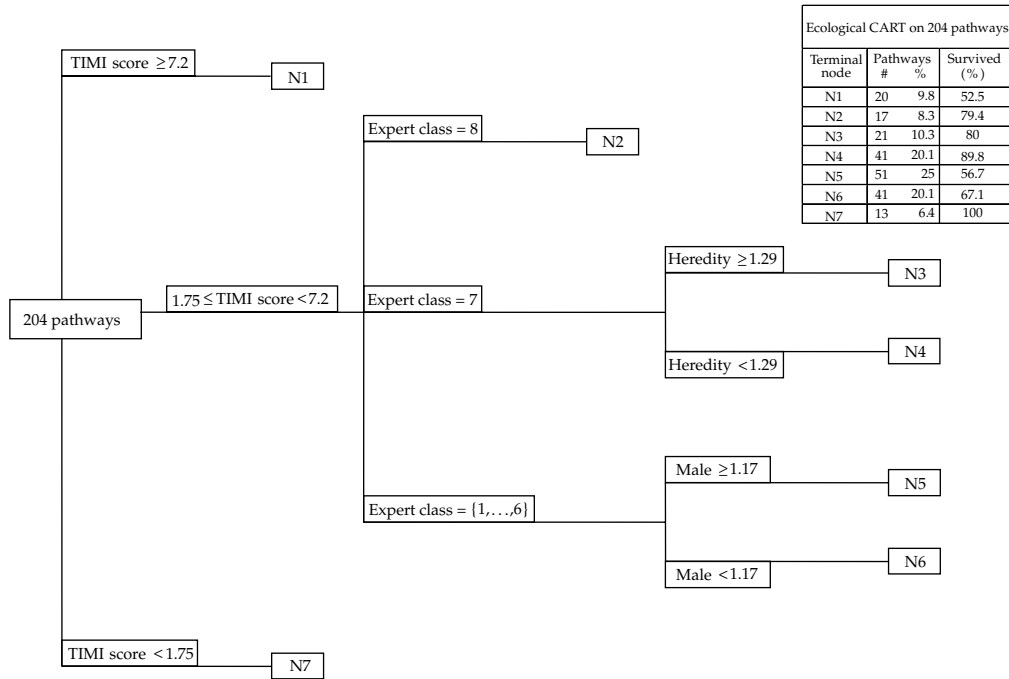 Ecological CART on 204 pathways
Terminal node Pathways # % Survived (%)
N1 20 9.8 52.5
N2 17 8.3 79.4
N3 21 10.3 80
N4 41 20.1 89.8
N5 51 25 56.7
N6 41 20.1 67.1
N7 13 6.4 100
TIMI score ≥7.2
N1
Expert class = 8
N2
Heredity ≥1.29
N3
204 pathways
1.75 ≤ TIMI score <7.2
Expert class = 7
Heredity <1.29
N4
Male ≥1.17
N5
Expert class = {1,...,6}
Male <1.17
N6
TIMI score <1.75
N7